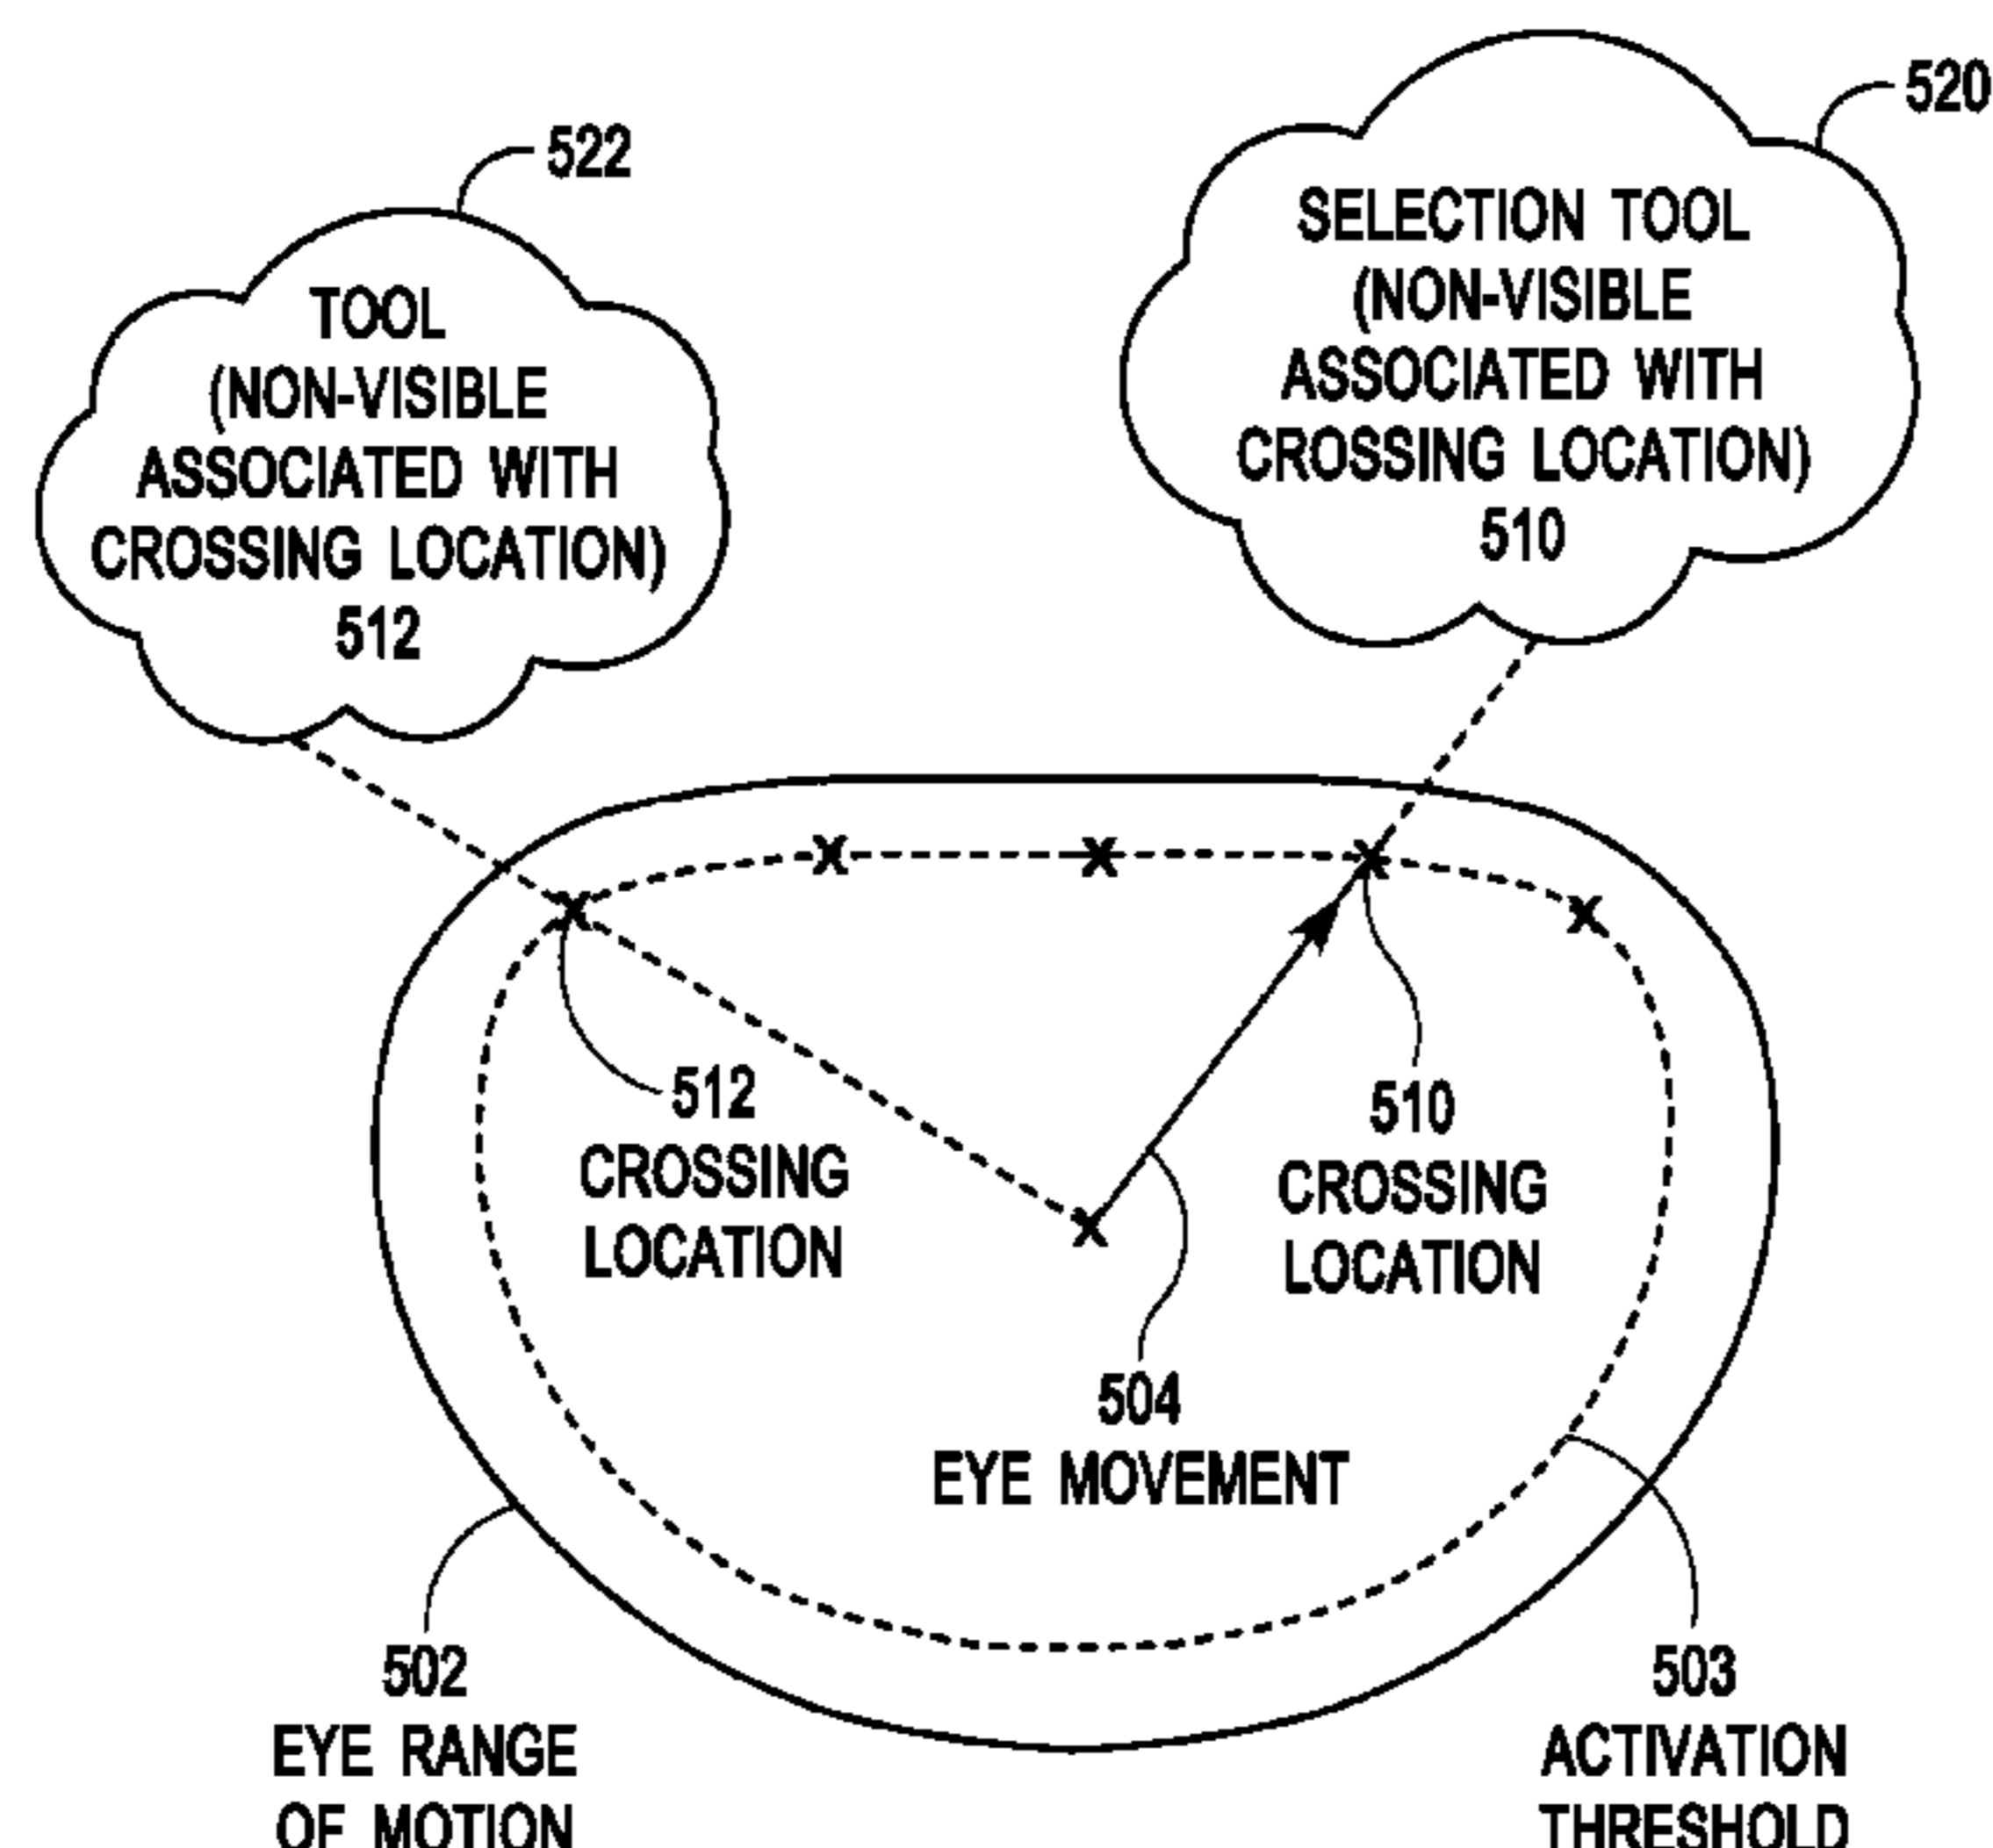 520
522
SELECTION TOOL
(NON-VISIBLE
ASSOCIATED WITH
CROSSING LOCATION)
510
TOOL
(NON-VISIBLE
ASSOCIATED WITH
CROSSING LOCATION)
512
512
CROSSING
LOCATION
510
CROSSING
LOCATION
504
EYE MOVEMENT
502
EYE RANGE
OF MOTION
503
ACTIVATION
THRESHOLD